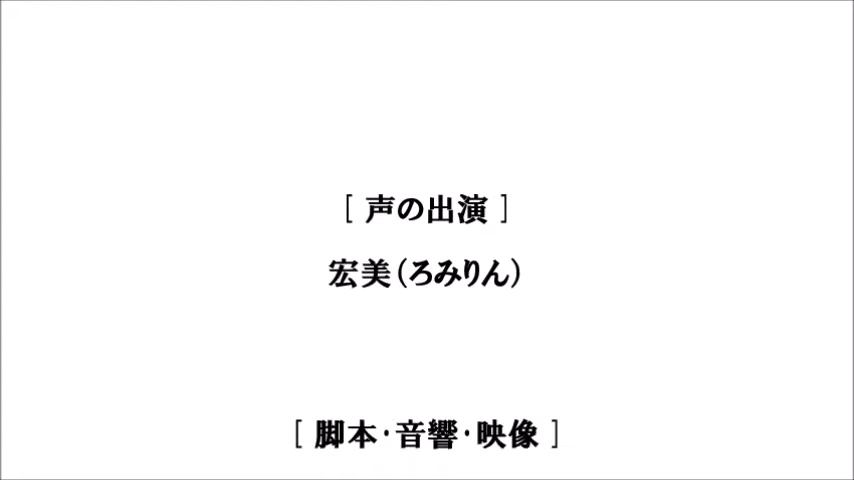 [ 声の出演 ]
宏美（ろみりん）
[ 脚本・音響・映像 ]